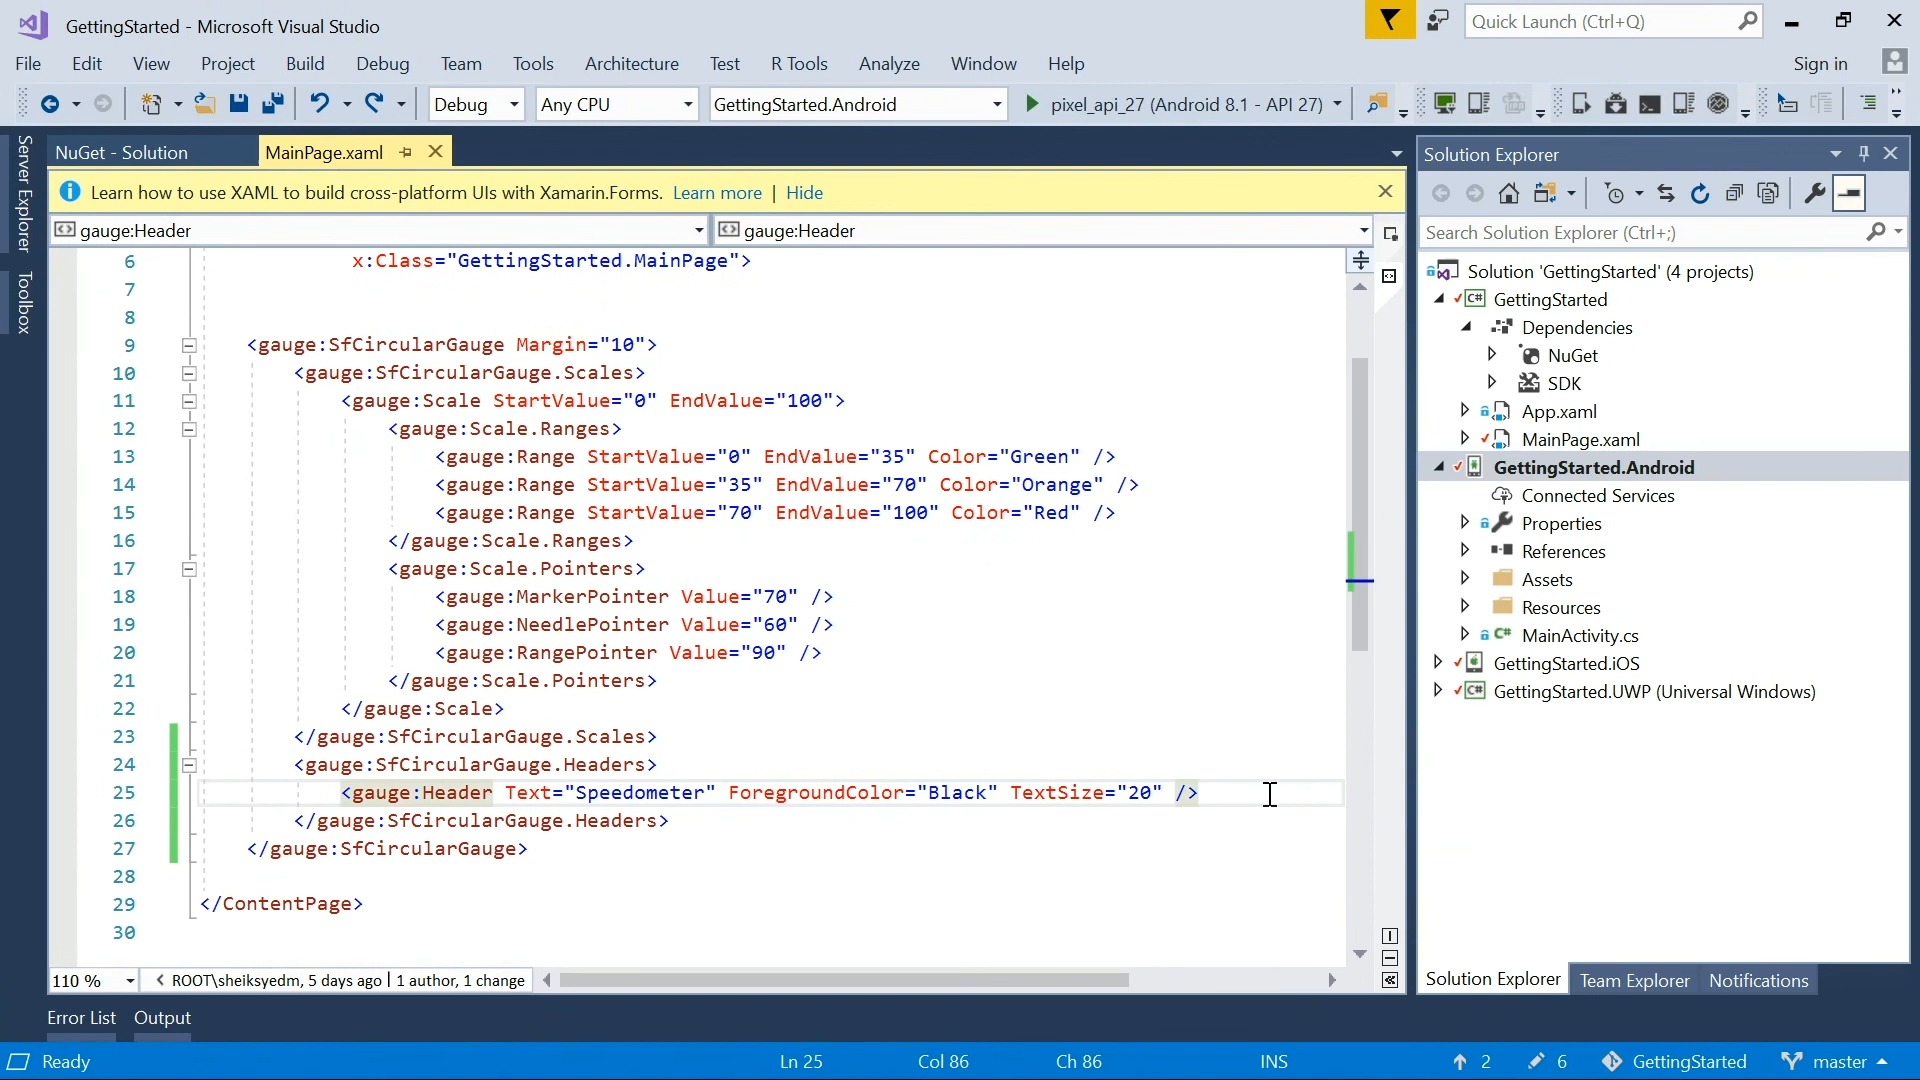 GettingStarted - Microsoft Visual Studio
Quick Launch (Ctrl+Q)
File Edit View Project Build Debug Team Tools Architecture Test R Tools Analyze Window Help
Sign in
Debug Any CPU GettingStarted.Android pixel_api_27 (Android 8.1 - API 27)
Server Explorer
Toolbox
NuGet - Solution MainPage.xaml
Learn how to use XAML to build cross-platform UIs with Xamarin.Forms. Learn more | Hide
gauge:Header gauge:Header
6 x:Class="GettingStarted.MainPage">
7
8
9 <gauge:SfCircularGauge Margin="10">
10 <gauge:SfCircularGauge.Scales>
11 <gauge:Scale StartValue="0" EndValue="100">
12 <gauge:Scale.Ranges>
13 <gauge:Range StartValue="0" EndValue="35" Color="Green" />
14 <gauge:Range StartValue="35" EndValue="70" Color="Orange" />
15 <gauge:Range StartValue="70" EndValue="100" Color="Red" />
16 </gauge:Scale.Ranges>
17 <gauge:Scale.Pointers>
18 <gauge:MarkerPointer Value="70" />
19 <gauge:NeedlePointer Value="60" />
20 <gauge:RangePointer Value="90" />
21 </gauge:Scale.Pointers>
22 </gauge:Scale>
23 </gauge:SfCircularGauge.Scales>
24 <gauge:SfCircularGauge.Headers>
25 <gauge:Header Text="Speedometer" ForegroundColor="Black" TextSize="20" />
26 </gauge:SfCircularGauge.Headers>
27 </gauge:SfCircularGauge>
28
29 </ContentPage>
30
110 % ROOT\sheiksyedm, 5 days ago | 1 author, 1 change
Solution Explorer
Search Solution Explorer (Ctrl+;)
Solution 'GettingStarted' (4 projects)
C# GettingStarted
Dependencies
NuGet
SDK
App.xaml
MainPage.xaml
GettingStarted.Android
Connected Services
Properties
References
Assets
Resources
C# MainActivity.cs
GettingStarted.iOS
C# GettingStarted.UWP (Universal Windows)
Solution Explorer Team Explorer Notifications
Error List Output
Ready Ln 25 Col 86 Ch 86 INS 2 6 GettingStarted master